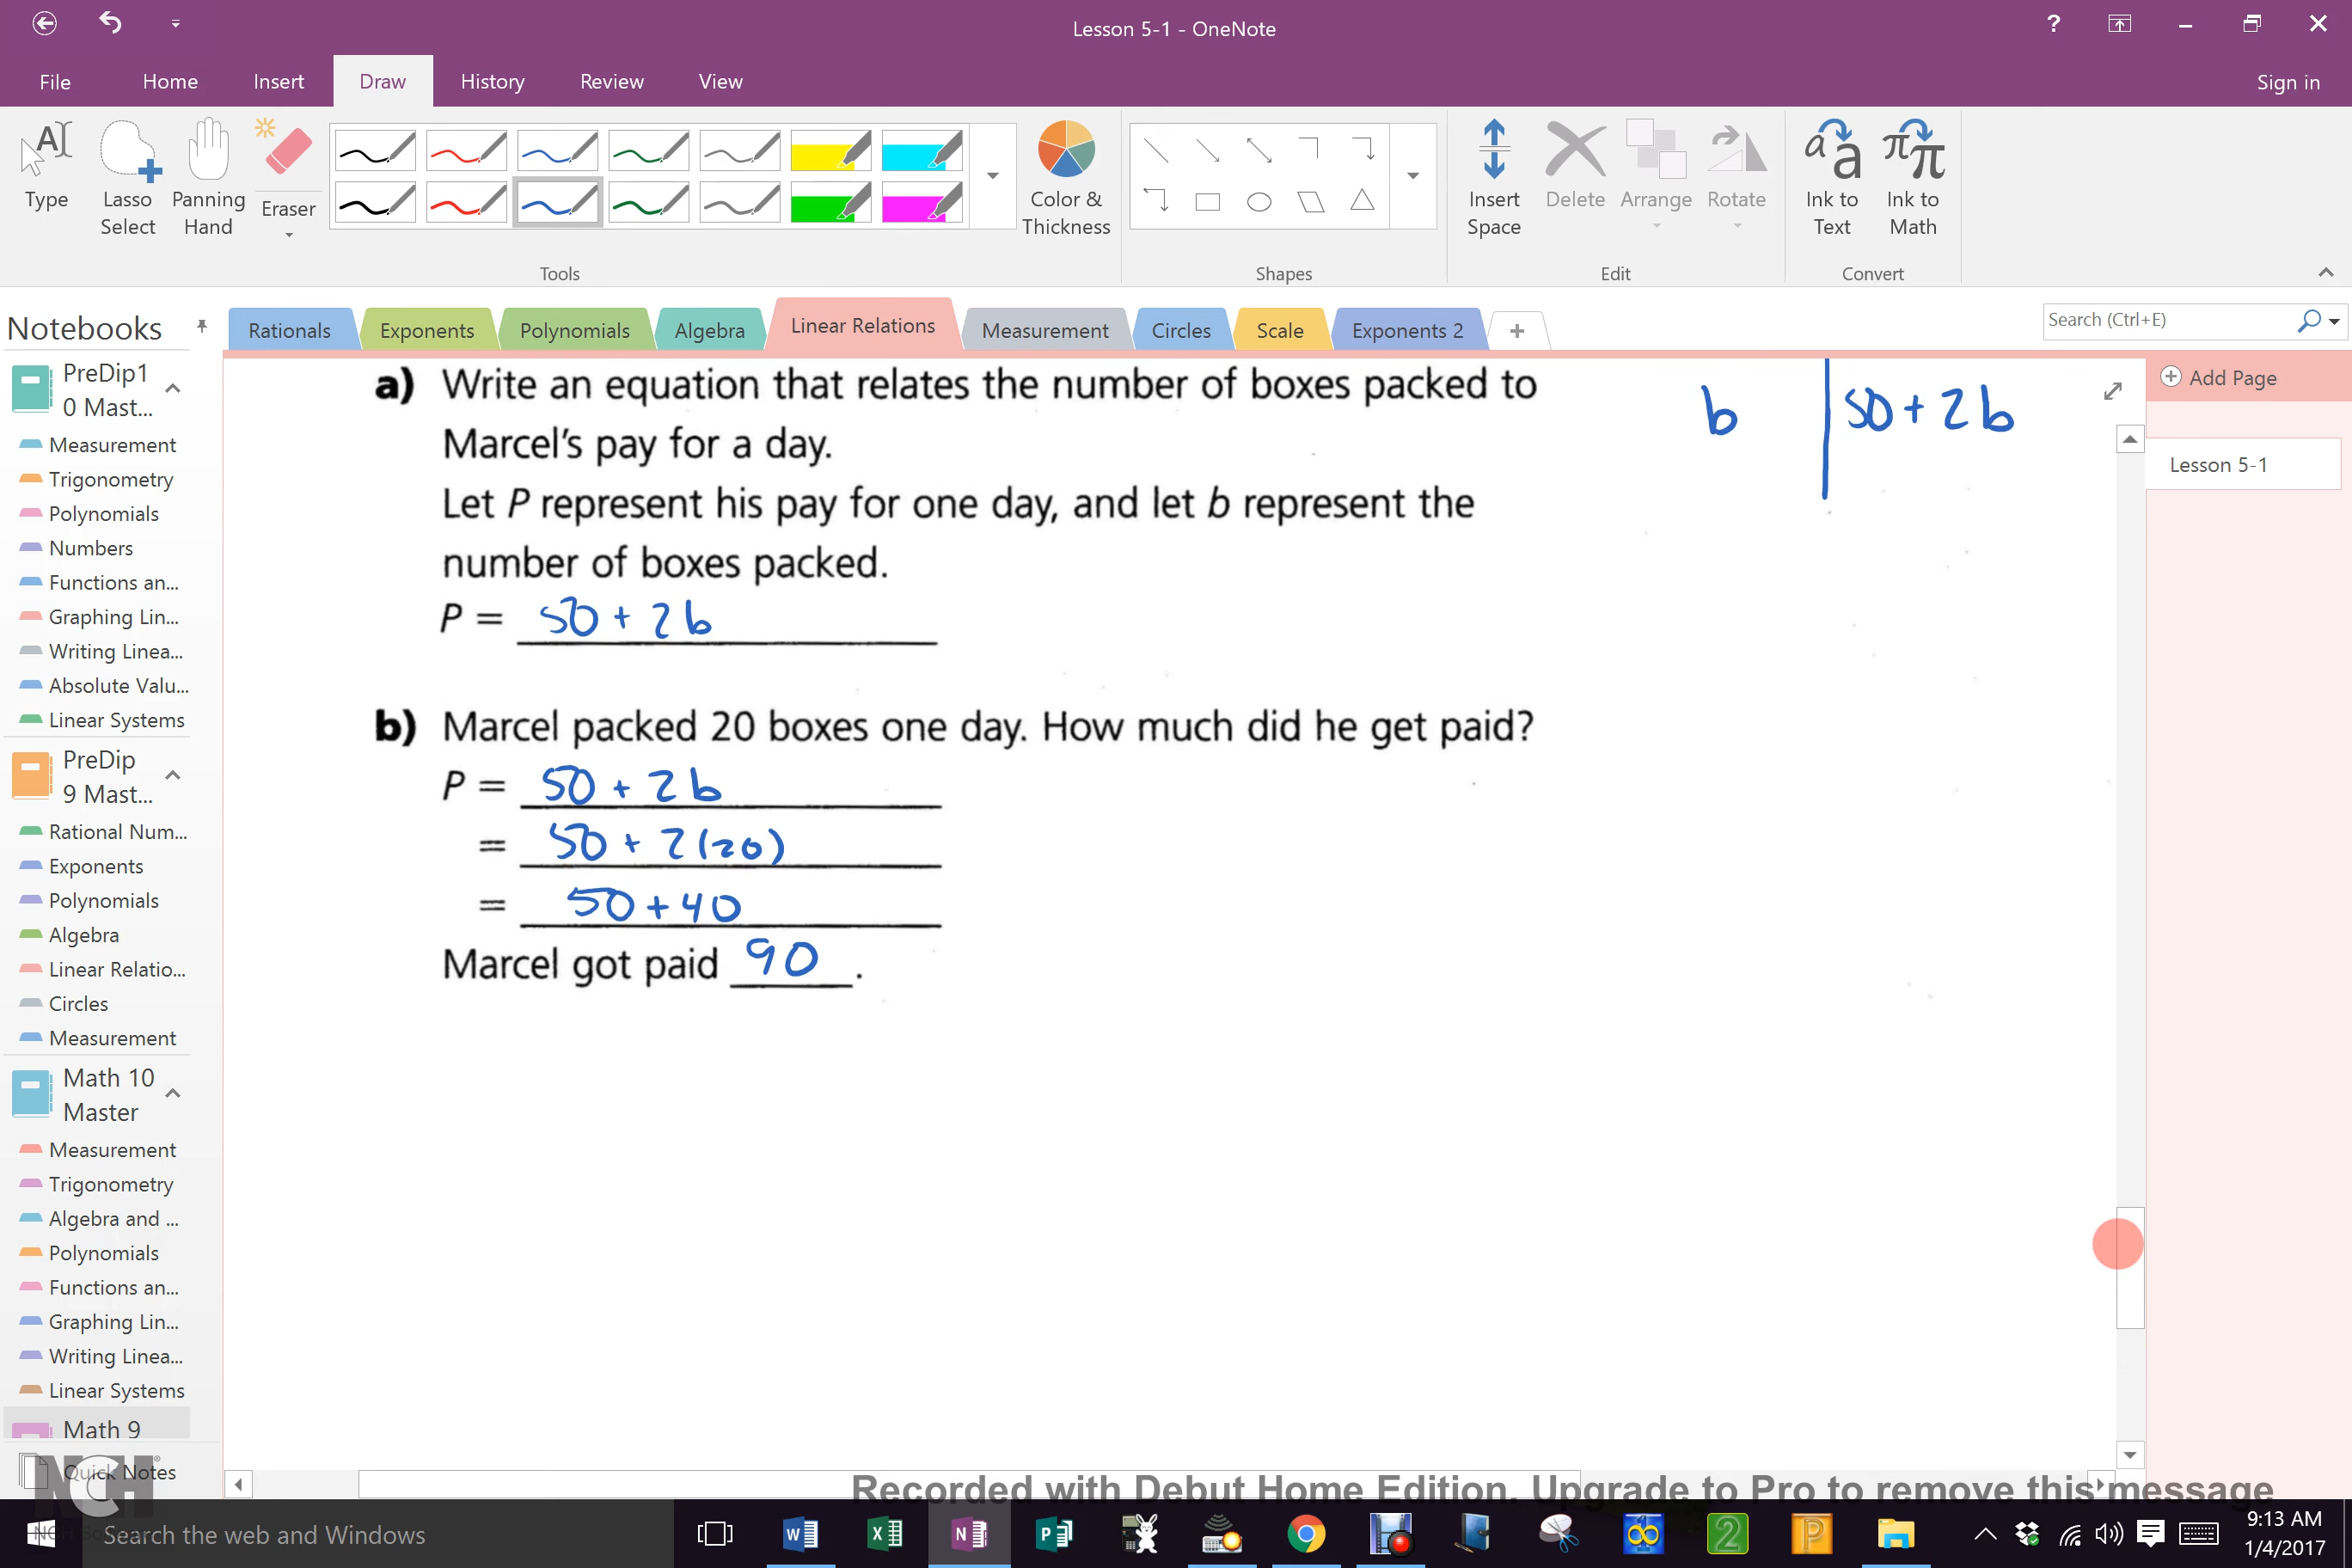 Lesson 5-1 - OneNote
?
File Home Insert Draw History Review View Sign in
Type
Lasso Select
Panning Hand
Eraser
Color & Thickness
Insert Space
Delete
Arrange
Rotate
Ink to Text
Ink to Math
Tools Shapes Edit Convert
Notebooks
Rationals Exponents Polynomials Algebra Linear Relations Measurement Circles Scale Exponents 2 +
Search (Ctrl+E)
PreDip1
0 Mast...
Measurement
Trigonometry
Polynomials
Numbers
Functions an...
Graphing Lin...
Writing Linea...
Absolute Valu...
Linear Systems
PreDip
9 Mast...
Rational Num...
Exponents
Polynomials
Algebra
Linear Relatio...
Circles
Measurement
Math 10
Master
Measurement
Trigonometry
Algebra and ...
Polynomials
Functions an...
Graphing Lin...
Writing Linea...
Linear Systems
Math 9
Quick Notes
a) Write an equation that relates the number of boxes packed to
Marcel's pay for a day.
Let P represent his pay for one day, and let b represent the
number of boxes packed.
P = 50 + 2b
b) Marcel packed 20 boxes one day. How much did he get paid?
P = 50 + 2b
= 50 + 2(20)
= 50 + 40
Marcel got paid 90.
b | 50 + 2b
Add Page
Lesson 5-1
Recorded with Debut Home Edition. Upgrade to Pro to remove this message
NCH
Search the web and Windows
9:13 AM
1/4/2017